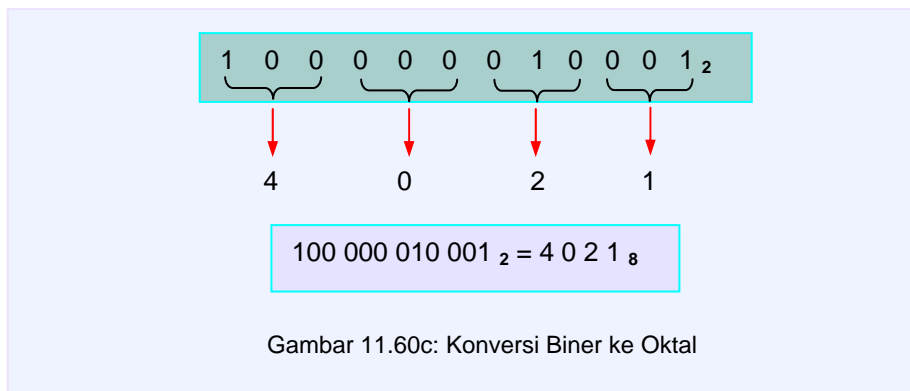 1 0 0 0 0 0 0 1 0 0 0 1 2
4 0 2 1
100 000 010 001 2 = 4 0 2 1 8
Gambar 11.60c: Konversi Biner ke Oktal